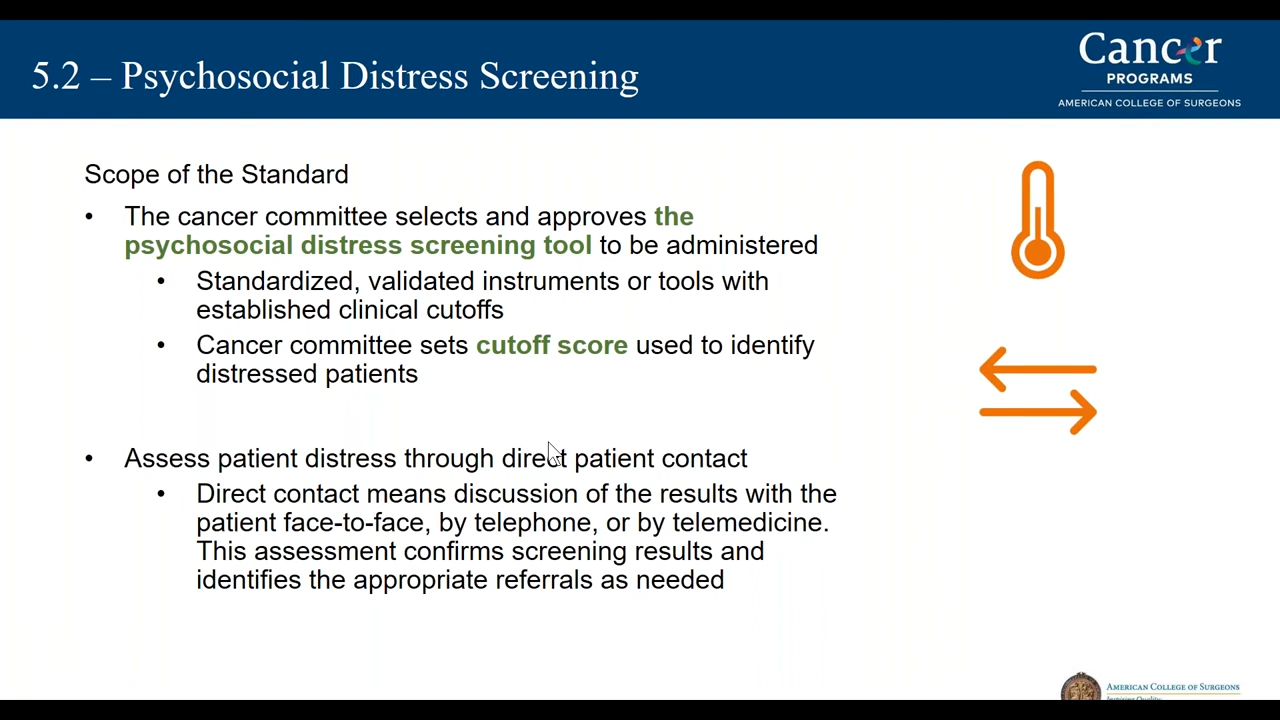 5.2 – Psychosocial Distress Screening
Cancer
PROGRAMS
AMERICAN COLLEGE OF SURGEONS
Scope of the Standard
• The cancer committee selects and approves the
psychosocial distress screening tool to be administered
• Standardized, validated instruments or tools with
established clinical cutoffs
• Cancer committee sets cutoff score used to identify
distressed patients
• Assess patient distress through direct patient contact
• Direct contact means discussion of the results with the
patient face-to-face, by telephone, or by telemedicine.
This assessment confirms screening results and
identifies the appropriate referrals as needed
AMERICAN COLLEGE OF SURGEONS